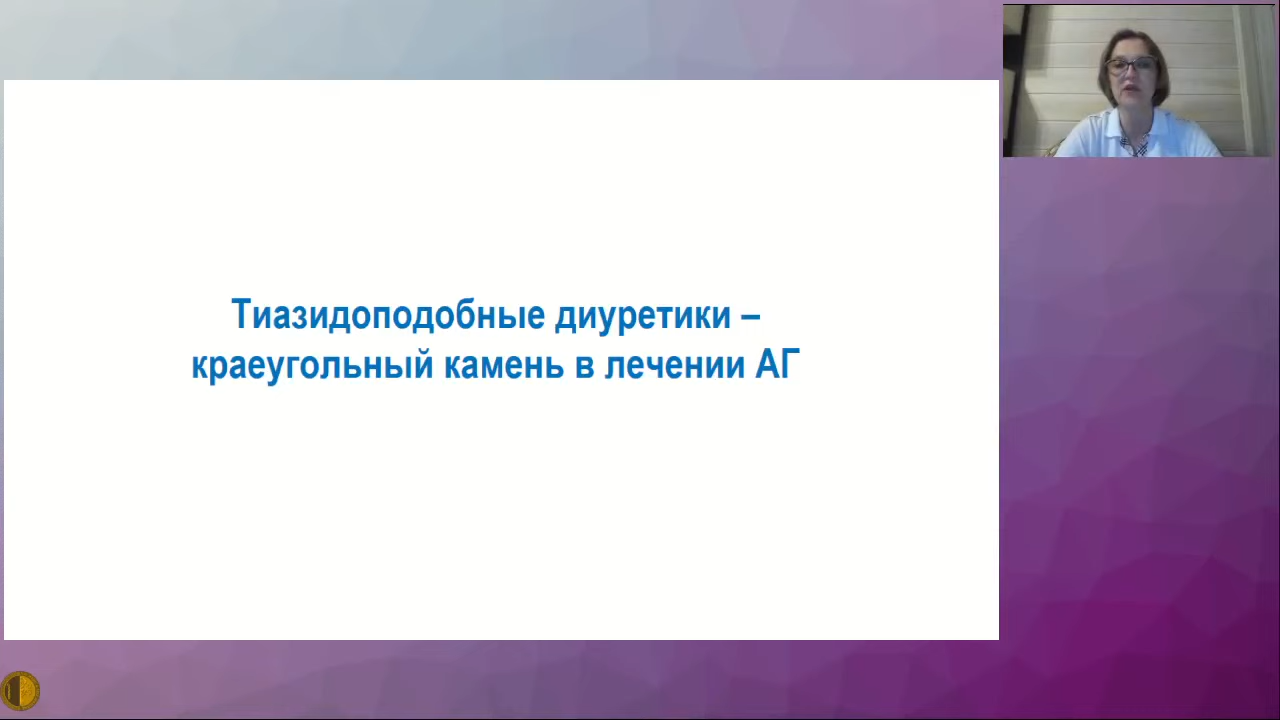 Тиазидоподобные диуретики –
краеугольный камень в лечении АГ